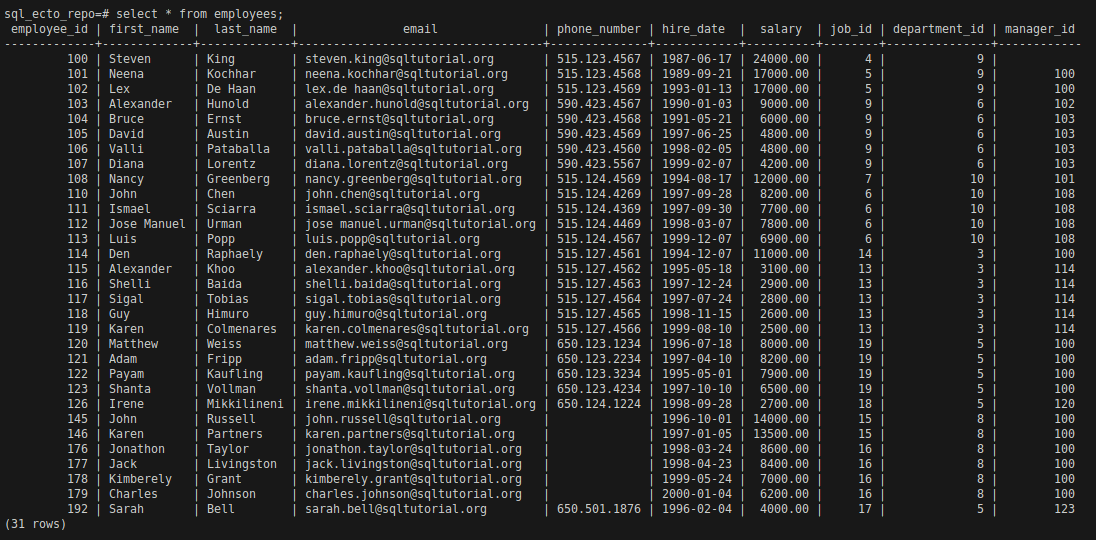 sql_ecto_repo=# select * from employees;
 employee_id | first_name  |  last_name  |               email               | phone_number | hire_date  |  salary  | job_id | department_id | manager_id
-------------+-------------+-------------+-----------------------------------+--------------+------------+----------+--------+---------------+------------
         100 | Steven      | King        | steven.king@sqltutorial.org       | 515.123.4567 | 1987-06-17 | 24000.00 |      4 |             9 |
         101 | Neena       | Kochhar     | neena.kochhar@sqltutorial.org     | 515.123.4568 | 1989-09-21 | 17000.00 |      5 |             9 |        100
         102 | Lex         | De Haan     | lex.de haan@sqltutorial.org       | 515.123.4569 | 1993-01-13 | 17000.00 |      5 |             9 |        100
         103 | Alexander   | Hunold      | alexander.hunold@sqltutorial.org  | 590.423.4567 | 1990-01-03 |  9000.00 |      9 |             6 |        102
         104 | Bruce       | Ernst       | bruce.ernst@sqltutorial.org       | 590.423.4568 | 1991-05-21 |  6000.00 |      9 |             6 |        103
         105 | David       | Austin      | david.austin@sqltutorial.org      | 590.423.4569 | 1997-06-25 |  4800.00 |      9 |             6 |        103
         106 | Valli       | Pataballa   | valli.pataballa@sqltutorial.org   | 590.423.4560 | 1998-02-05 |  4800.00 |      9 |             6 |        103
         107 | Diana       | Lorentz     | diana.lorentz@sqltutorial.org     | 590.423.5567 | 1999-02-07 |  4200.00 |      9 |             6 |        103
         108 | Nancy       | Greenberg   | nancy.greenberg@sqltutorial.org   | 515.124.4569 | 1994-08-17 | 12000.00 |      7 |            10 |        101
         110 | John        | Chen        | john.chen@sqltutorial.org         | 515.124.4269 | 1997-09-28 |  8200.00 |      6 |            10 |        108
         111 | Ismael      | Sciarra     | ismael.sciarra@sqltutorial.org    | 515.124.4369 | 1997-09-30 |  7700.00 |      6 |            10 |        108
         112 | Jose Manuel | Urman       | jose manuel.urman@sqltutorial.org | 515.124.4469 | 1998-03-07 |  7800.00 |      6 |            10 |        108
         113 | Luis        | Popp        | luis.popp@sqltutorial.org         | 515.124.4567 | 1999-12-07 |  6900.00 |      6 |            10 |        108
         114 | Den         | Raphaely    | den.raphaely@sqltutorial.org      | 515.127.4561 | 1994-12-07 | 11000.00 |     14 |             3 |        100
         115 | Alexander   | Khoo        | alexander.khoo@sqltutorial.org    | 515.127.4562 | 1995-05-18 |  3100.00 |     13 |             3 |        114
         116 | Shelli      | Baida       | shelli.baida@sqltutorial.org      | 515.127.4563 | 1997-12-24 |  2900.00 |     13 |             3 |        114
         117 | Sigal       | Tobias      | sigal.tobias@sqltutorial.org      | 515.127.4564 | 1997-07-24 |  2800.00 |     13 |             3 |        114
         118 | Guy         | Himuro      | guy.himuro@sqltutorial.org        | 515.127.4565 | 1998-11-15 |  2600.00 |     13 |             3 |        114
         119 | Karen       | Colmenares  | karen.colmenares@sqltutorial.org  | 515.127.4566 | 1999-08-10 |  2500.00 |     13 |             3 |        114
         120 | Matthew     | Weiss       | matthew.weiss@sqltutorial.org     | 650.123.1234 | 1996-07-18 |  8000.00 |     19 |             5 |        100
         121 | Adam        | Fripp       | adam.fripp@sqltutorial.org        | 650.123.2234 | 1997-04-10 |  8200.00 |     19 |             5 |        100
         122 | Payam       | Kaufling    | payam.kaufling@sqltutorial.org    | 650.123.3234 | 1995-05-01 |  7900.00 |     19 |             5 |        100
         123 | Shanta      | Vollman     | shanta.vollman@sqltutorial.org    | 650.123.4234 | 1997-10-10 |  6500.00 |     19 |             5 |        100
         126 | Irene       | Mikkilineni | irene.mikkilineni@sqltutorial.org | 650.124.1224 | 1998-09-28 |  2700.00 |     18 |             5 |        120
         145 | John        | Russell     | john.russell@sqltutorial.org      |              | 1996-10-01 | 14000.00 |     15 |             8 |        100
         146 | Karen       | Partners    | karen.partners@sqltutorial.org    |              | 1997-01-05 | 13500.00 |     15 |             8 |        100
         176 | Jonathon    | Taylor      | jonathon.taylor@sqltutorial.org   |              | 1998-03-24 |  8600.00 |     16 |             8 |        100
         177 | Jack        | Livingston  | jack.livingston@sqltutorial.org   |              | 1998-04-23 |  8400.00 |     16 |             8 |        100
         178 | Kimberely   | Grant       | kimberely.grant@sqltutorial.org   |              | 1999-05-24 |  7000.00 |     16 |             8 |        100
         179 | Charles     | Johnson     | charles.johnson@sqltutorial.org   |              | 2000-01-04 |  6200.00 |     16 |             8 |        100
         192 | Sarah       | Bell        | sarah.bell@sqltutorial.org        | 650.501.1876 | 1996-02-04 |  4000.00 |     17 |             5 |        123
(31 rows)